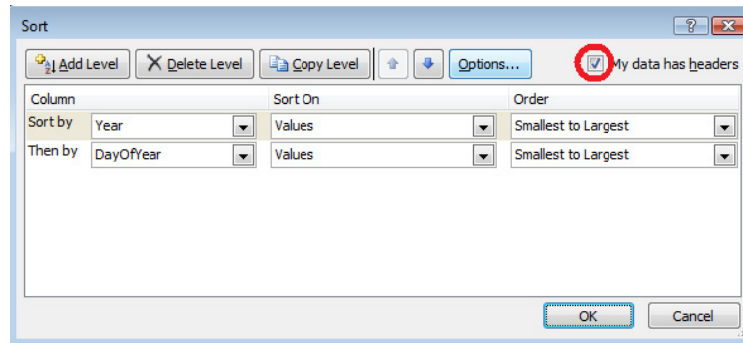 Sort
Add Level Delete Level Copy Level Options... My data has headers
Column Sort On Order
Sort by Year Values Smallest to Largest
Then by DayOfYear Values Smallest to Largest
OK Cancel